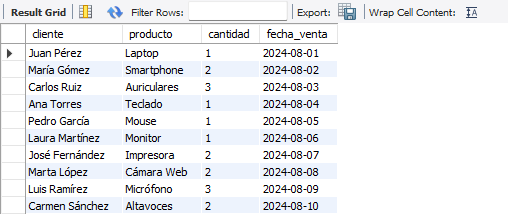 Result Grid Filter Rows: Export: Wrap Cell Content:
cliente producto cantidad fecha_venta
Juan Pérez Laptop 1 2024-08-01
María Gómez Smartphone 2 2024-08-02
Carlos Ruiz Auriculares 3 2024-08-03
Ana Torres Teclado 1 2024-08-04
Pedro García Mouse 1 2024-08-05
Laura Martínez Monitor 1 2024-08-06
José Fernández Impresora 2 2024-08-07
Marta López Cámara Web 2 2024-08-08
Luis Ramírez Micrófono 3 2024-08-09
Carmen Sánchez Altavoces 2 2024-08-10